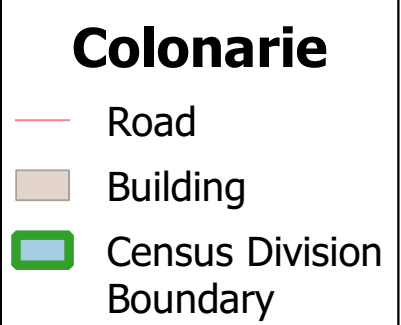 Colonarie
Road
Building
Census Division
Boundary